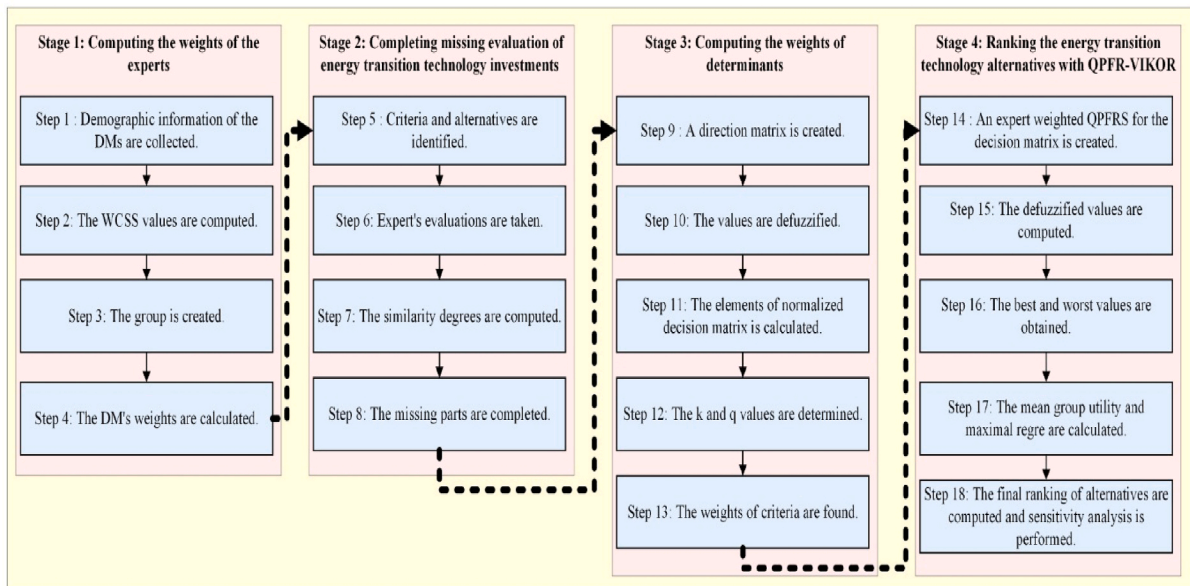 Stage 1: Computing the weights of the
experts
Step 1 : Demographic information of the
DMs are collected.
Step 2: The WCSS values are computed.
Step 3: The group is created.
Step 4: The DM's weights are calculated.
Stage 2: Completing missing evaluation of
energy transition technology investments
Step 5 : Criteria and alternatives are
identified.
Step 6: Expert's evaluations are taken.
Step 7: The similarity degrees are computed.
Step 8: The missing parts are completed.
Stage 3: Computing the weights of
determinants
Step 9 : A direction matrix is created.
Step 10: The values are defuzzified.
Step 11: The elements of normalized
decision matrix is calculated.
Step 12: The k and q values are determined.
Step 13: The weights of criteria are found.
Stage 4: Ranking the energy transition
technology alternatives with QPFR-VIKOR
Step 14 : An expert weighted QPFRS for the
decision matrix is created.
Step 15: The defuzzified values are
computed.
Step 16: The best and worst values are
obtained.
Step 17: The mean group utility and
maximal regre are calculated.
Step 18: The final ranking of alternatives are
computed and sensitivity analysis is
performed.